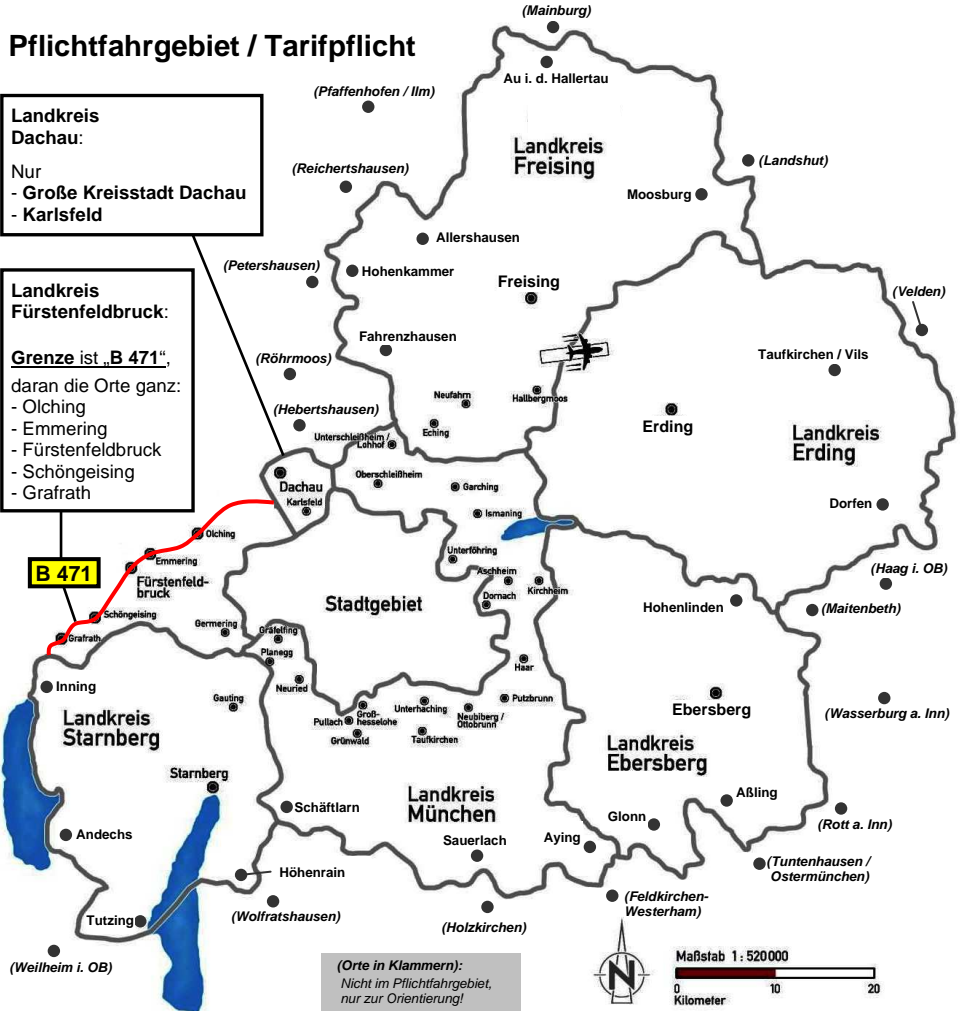 Pflichtfahrgebiet / Tarifpflicht
Landkreis
Dachau:
Nur
- Große Kreisstadt Dachau
- Karlsfeld
Landkreis
Fürstenfeldbruck:
Grenze ist „B 471“,
daran die Orte ganz:
- Olching
- Emmering
- Fürstenfeldbruck
- Schöngeising
- Grafrath
B 471
(Mainburg)
Au i. d. Hallertau
(Pfaffenhofen / Ilm)
Landkreis
Freising
(Landshut)
(Reichertshausen)
Moosburg
Allershausen
(Petershausen)
Hohenkammer
Freising
(Velden)
Fahrenzhausen
(Röhrmoos)
Taufkirchen / Vils
Neufahrn
Hallbergmoos
(Hebertshausen)
Eching
Erding
Landkreis
Erding
Unterschleißheim /
Lohhof
Oberschleißheim
Dachau
Karlsfeld
Garching
Ismaning
Dorfen
Olching
Emmering
Fürstenfeld-
bruck
Unterföhring
Aschheim
Kirchheim
Dornach
(Haag i. OB)
Hohenlinden
(Maitenbeth)
Stadtgebiet
Schöngeising
Grafrath
Germering
Gräfelfing
Planegg
Neuried
Haar
Inning
Gauting
Landkreis
Starnberg
Pullach
Groß-
hesselohe
Grünwald
Unterhaching
Taufkirchen
Neubiberg /
Ottobrunn
Putzbrunn
Ebersberg
(Wasserburg a. Inn)
Landkreis
Ebersberg
Starnberg
Schäftlarn
Landkreis
München
Aßling
Glonn
(Rott a. Inn)
Andechs
Sauerlach
Aying
Höhenrain
(Tuntenhausen /
Ostermünchen)
(Wolfratshausen)
(Feldkirchen-
Westerham)
Tutzing
(Holzkirchen)
(Weilheim i. OB)
(Orte in Klammern):
Nicht im Pflichtfahrgebiet,
nur zur Orientierung!
N
Maßstab 1 : 520 000
0 10 20
Kilometer